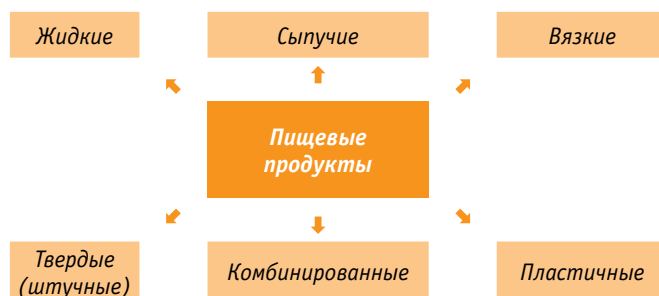 Жидкие
Сыпучие
Вязкие
Пищевые
продукты
Твердые
(штучные)
Комбинированные
Пластичные